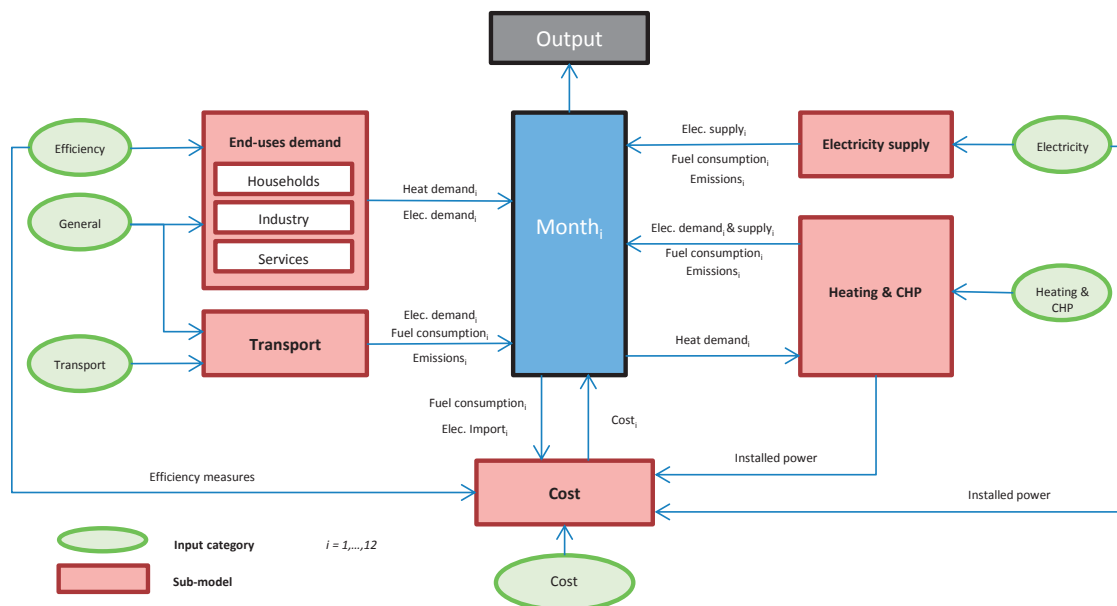 Output
Efficiency
General
Transport
End-uses demand
Households
Industry
Services
Transport
Heat demandᵢ
Elec. demandᵢ
Elec. demandᵢ
Fuel consumptionᵢ
Emissionsᵢ
Monthᵢ
Elec. supplyᵢ
Fuel consumptionᵢ
Emissionsᵢ
Elec. demandᵢ & supplyᵢ
Fuel consumptionᵢ
Emissionsᵢ
Heat demandᵢ
Electricity supply
Heating & CHP
Electricity
Heating &
CHP
Fuel consumptionᵢ
Elec. Importᵢ
Costᵢ
Installed power
Installed power
Efficiency measures
Cost
Cost
Input category
i = 1,...,12
Sub-model